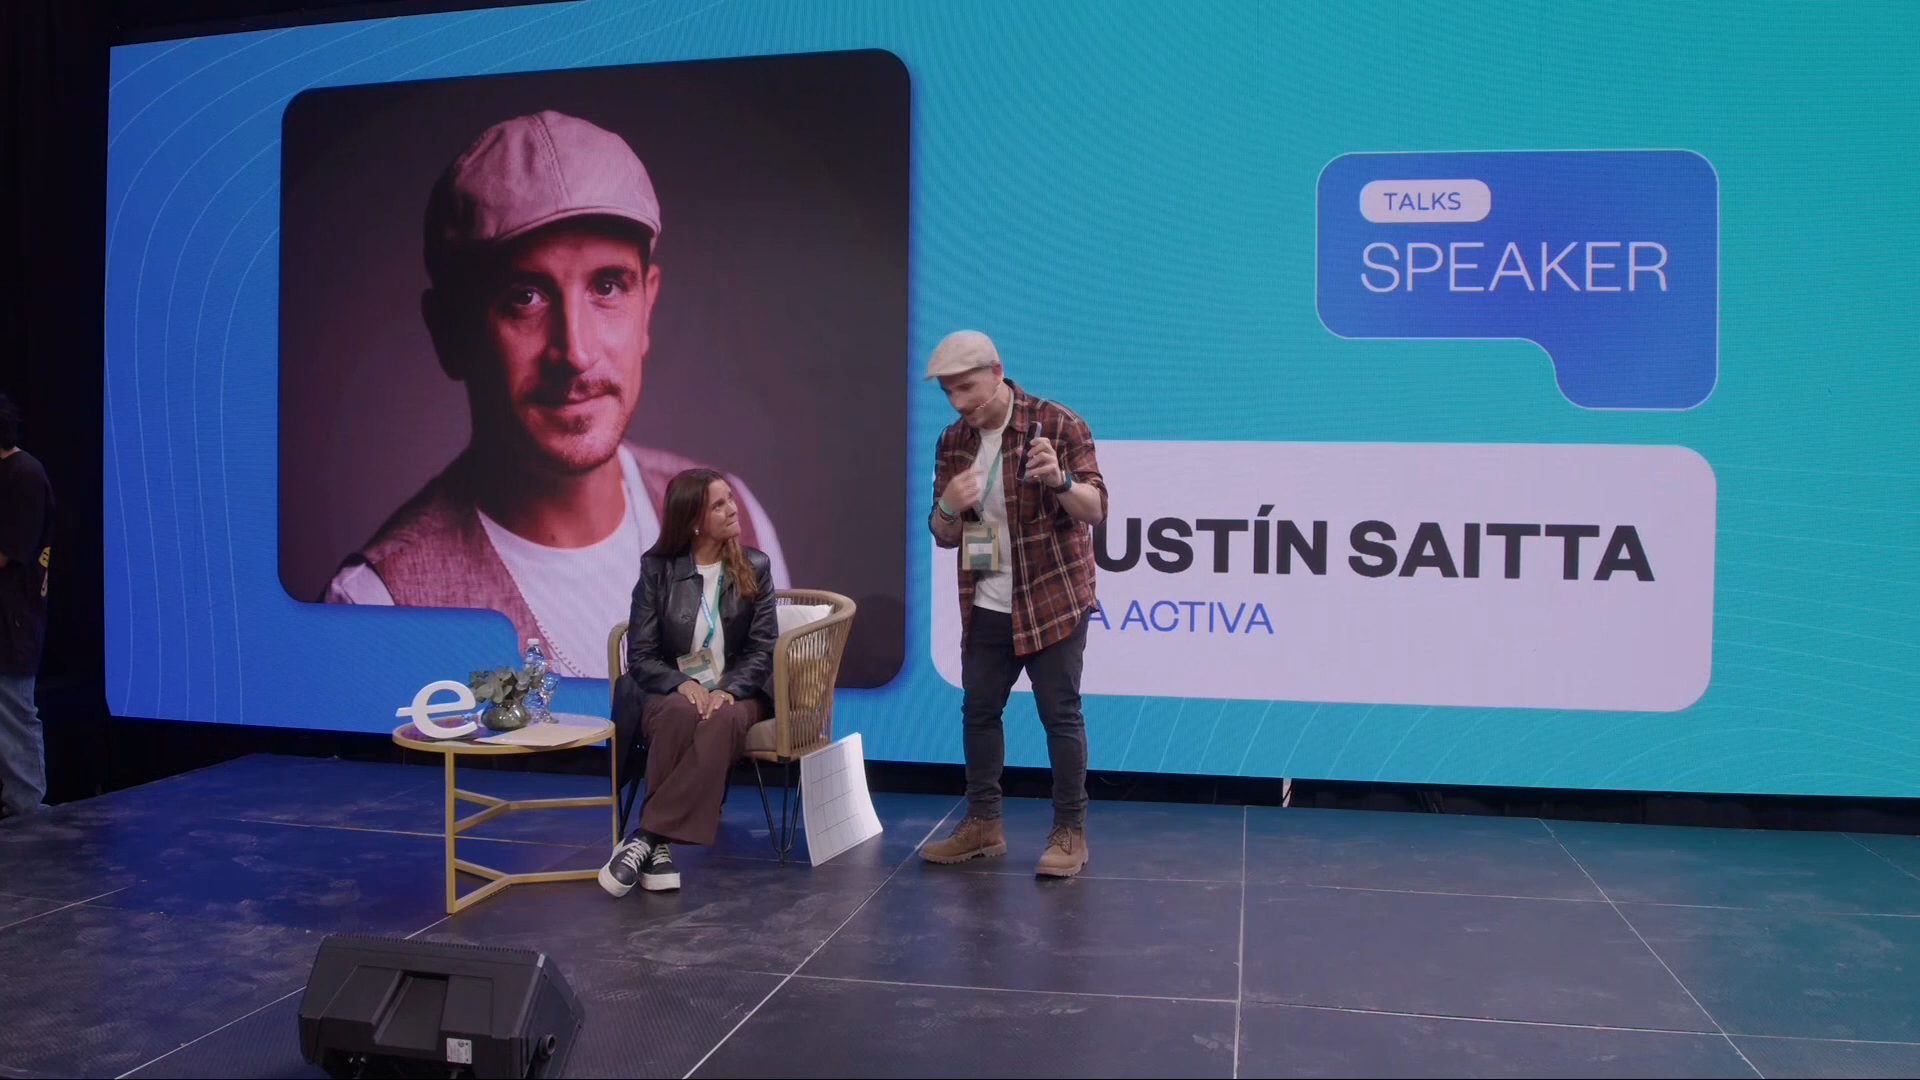 TALKS
SPEAKER
USTÍN SAITTA
A ACTIVA
e